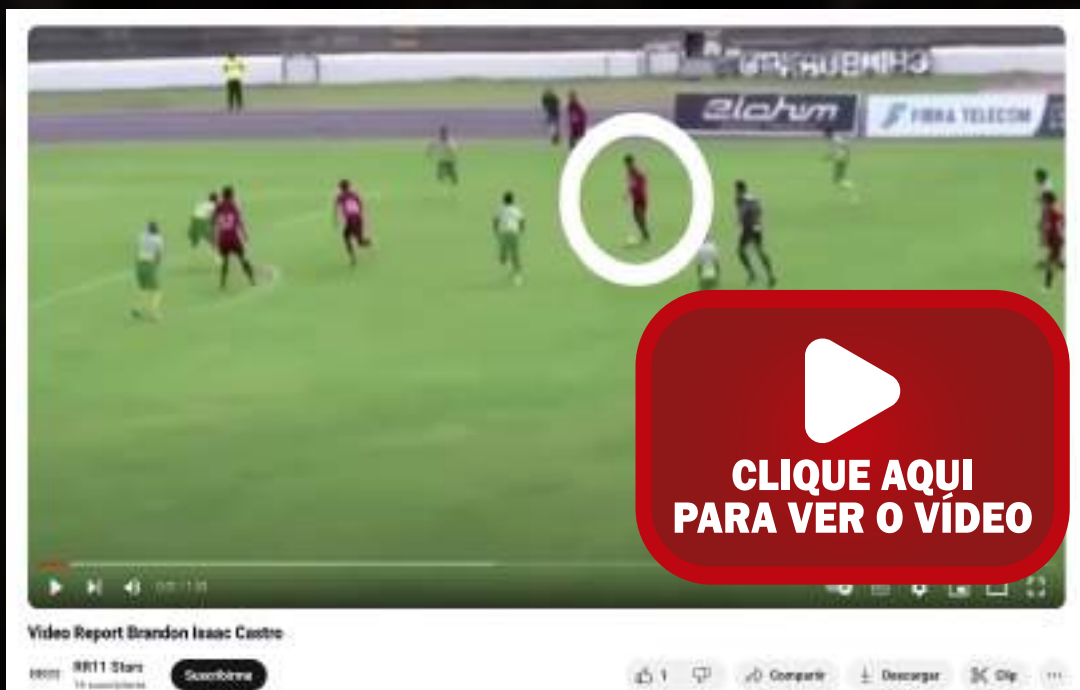 elohim
FIBRA TELECOM
CLIQUE AQUI
PARA VER O VÍDEO
Video Report Brandon Isaac Castro
RR11 Stars
Suscribirme
1
Compartir
Descargar
Clip